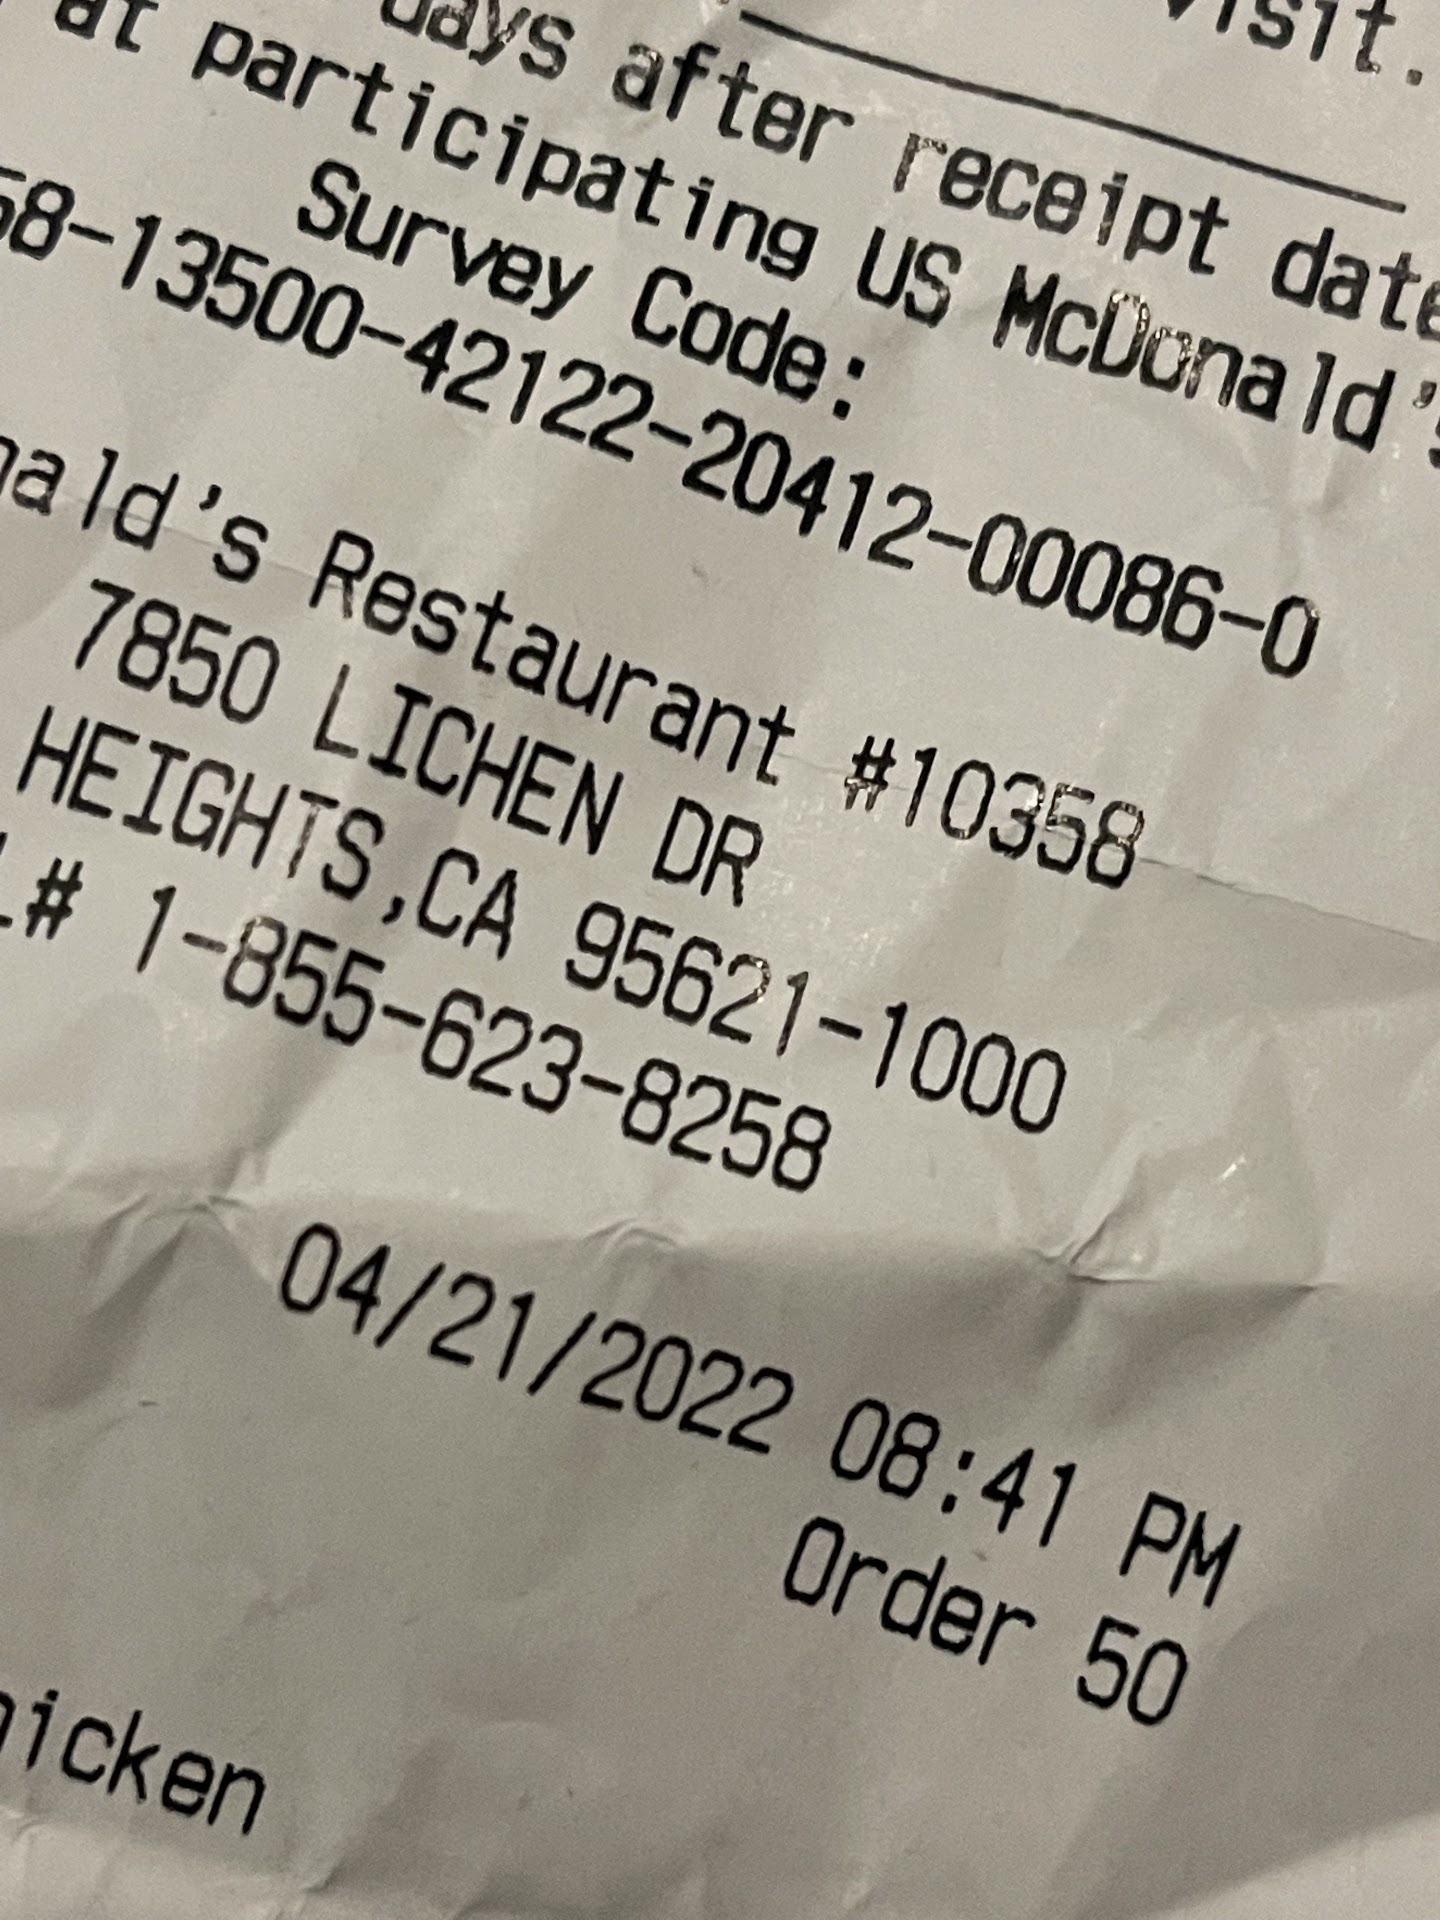 visit.
days after receipt date
at participating US McDonald's
Survey Code:
58-13500-42122-20412-00086-0
Restaurant #10358
7850 LICHEN DR
HEIGHTS,CA 95621-1000
1-855-623-8258
04/21/2022 08:41 PM
Order 50